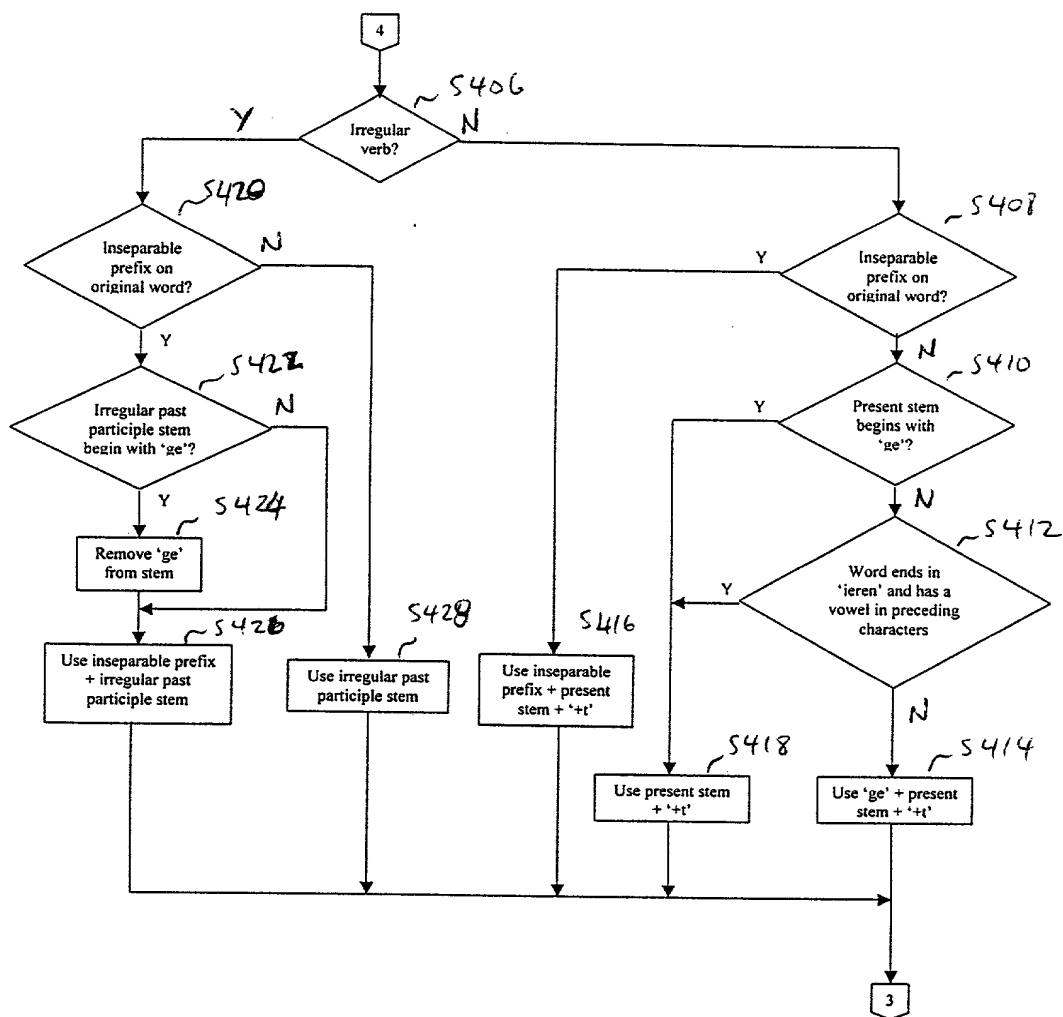 4
S406
Y
Irregular
verb?
N
S420
Inseparable
prefix on
original word?
N
Y
S408
Y
Inseparable
prefix on
original word?
N
S422
Irregular past
participle stem
begin with 'ge'?
N
Y
S410
Y
Present stem
begins with
'ge'?
N
S424
Remove 'ge'
from stem
S412
Y
Word ends in
'ieren' and has a
vowel in preceding
characters
N
S426
Use inseparable prefix
+ irregular past
participle stem
S428
Use irregular past
participle stem
S416
Use inseparable
prefix + present
stem + '+t'
S418
Use present stem
+ '+t'
S414
Use 'ge' + present
stem + '+t'
3